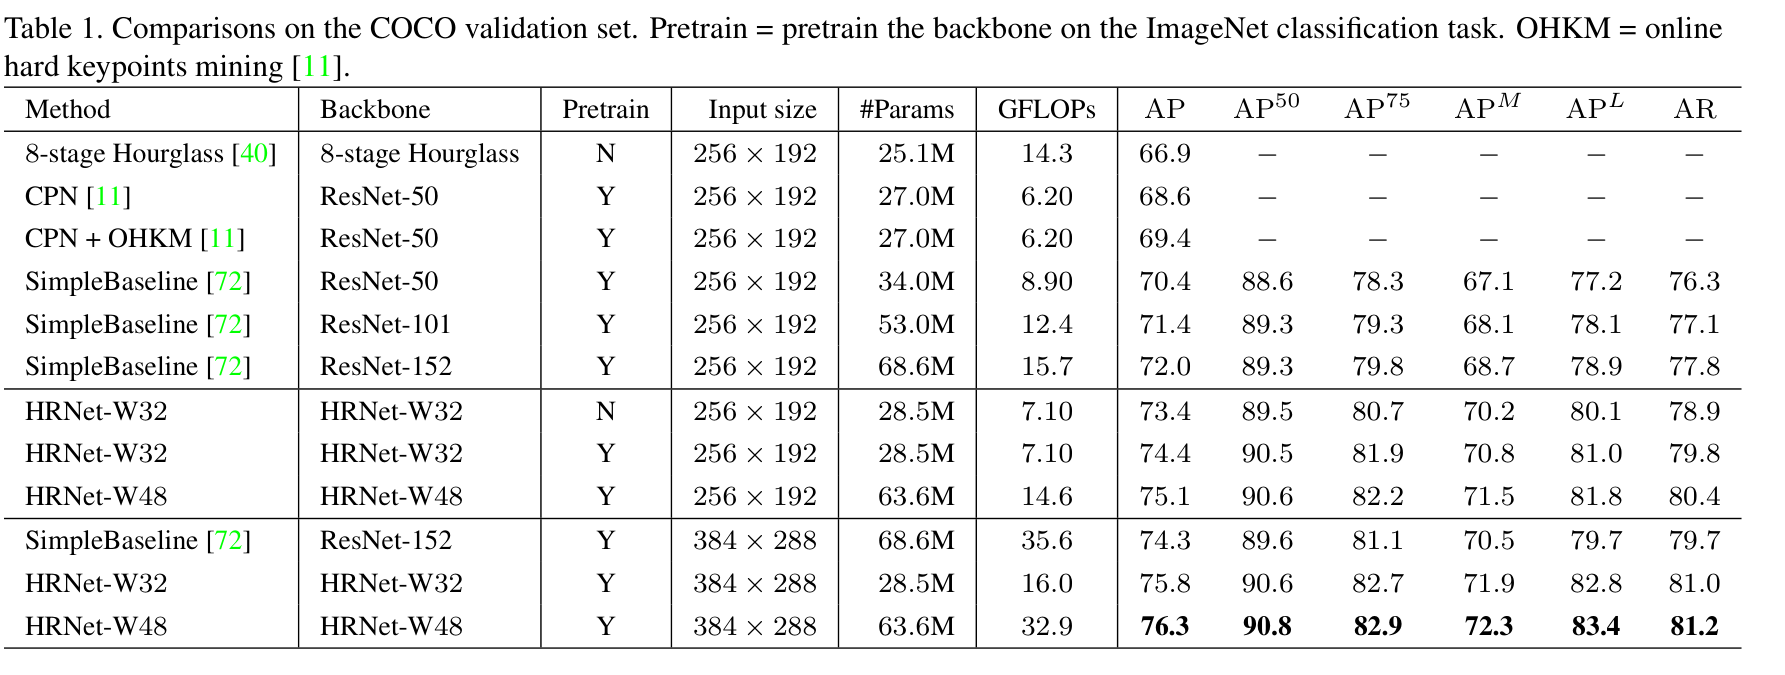 Table 1. Comparisons on the COCO validation set. Pretrain = pretrain the backbone on the ImageNet classification task. OHKM = online
hard keypoints mining [11].
Method Backbone Pretrain Input size #Params GFLOPs AP AP^50 AP^75 AP^M AP^L AR
8-stage Hourglass [40] 8-stage Hourglass N 256 × 192 25.1M 14.3 66.9 – – – – –
CPN [11] ResNet-50 Y 256 × 192 27.0M 6.20 68.6 – – – – –
CPN + OHKM [11] ResNet-50 Y 256 × 192 27.0M 6.20 69.4 – – – – –
SimpleBaseline [72] ResNet-50 Y 256 × 192 34.0M 8.90 70.4 88.6 78.3 67.1 77.2 76.3
SimpleBaseline [72] ResNet-101 Y 256 × 192 53.0M 12.4 71.4 89.3 79.3 68.1 78.1 77.1
SimpleBaseline [72] ResNet-152 Y 256 × 192 68.6M 15.7 72.0 89.3 79.8 68.7 78.9 77.8
HRNet-W32 HRNet-W32 N 256 × 192 28.5M 7.10 73.4 89.5 80.7 70.2 80.1 78.9
HRNet-W32 HRNet-W32 Y 256 × 192 28.5M 7.10 74.4 90.5 81.9 70.8 81.0 79.8
HRNet-W48 HRNet-W48 Y 256 × 192 63.6M 14.6 75.1 90.6 82.2 71.5 81.8 80.4
SimpleBaseline [72] ResNet-152 Y 384 × 288 68.6M 35.6 74.3 89.6 81.1 70.5 79.7 79.7
HRNet-W32 HRNet-W32 Y 384 × 288 28.5M 16.0 75.8 90.6 82.7 71.9 82.8 81.0
HRNet-W48 HRNet-W48 Y 384 × 288 63.6M 32.9 76.3 90.8 82.9 72.3 83.4 81.2